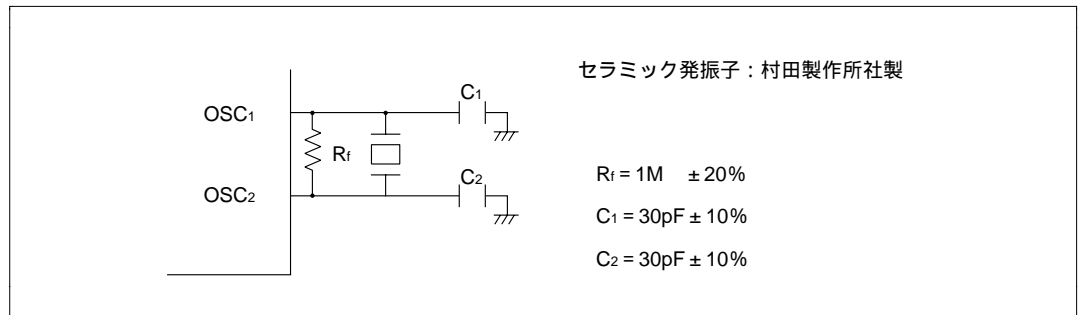 セラミック発振子：村田製作所社製
C1
OSC1
Rf
Rf = 1M ±20%
C2
OSC2
C1 = 30pF ± 10%
C2 = 30pF ± 10%